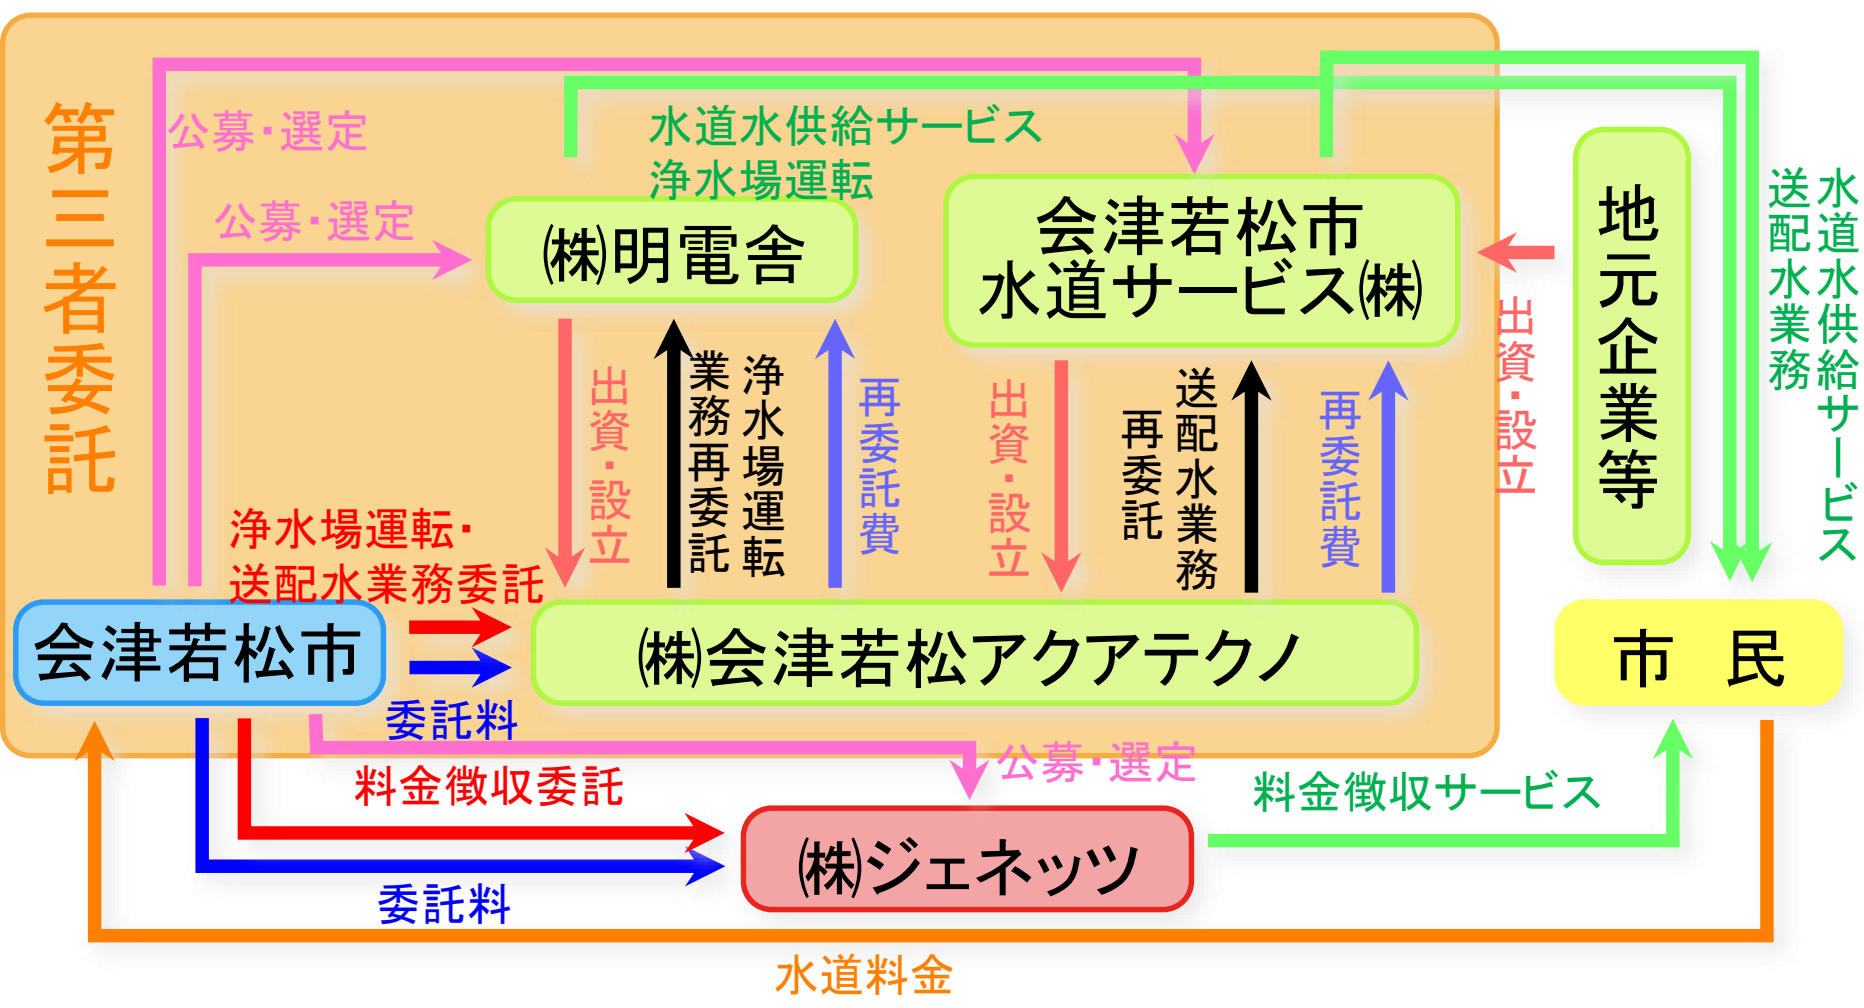 第三者委託
公募・選定
公募・選定
水道水供給サービス
浄水場運転
㈱明電舎
会津若松市
水道サービス㈱
地元企業等
水道水供給サービス
送配水業務
出資・設立
出資・設立
浄水場運転
業務再委託
再委託費
出資・設立
送配水業務
再委託
再委託費
浄水場運転・
送配水業務委託
会津若松市
委託料
㈱会津若松アクアテクノ
市　民
料金徴収委託
公募・選定
料金徴収サービス
㈱ジェネッツ
委託料
水道料金